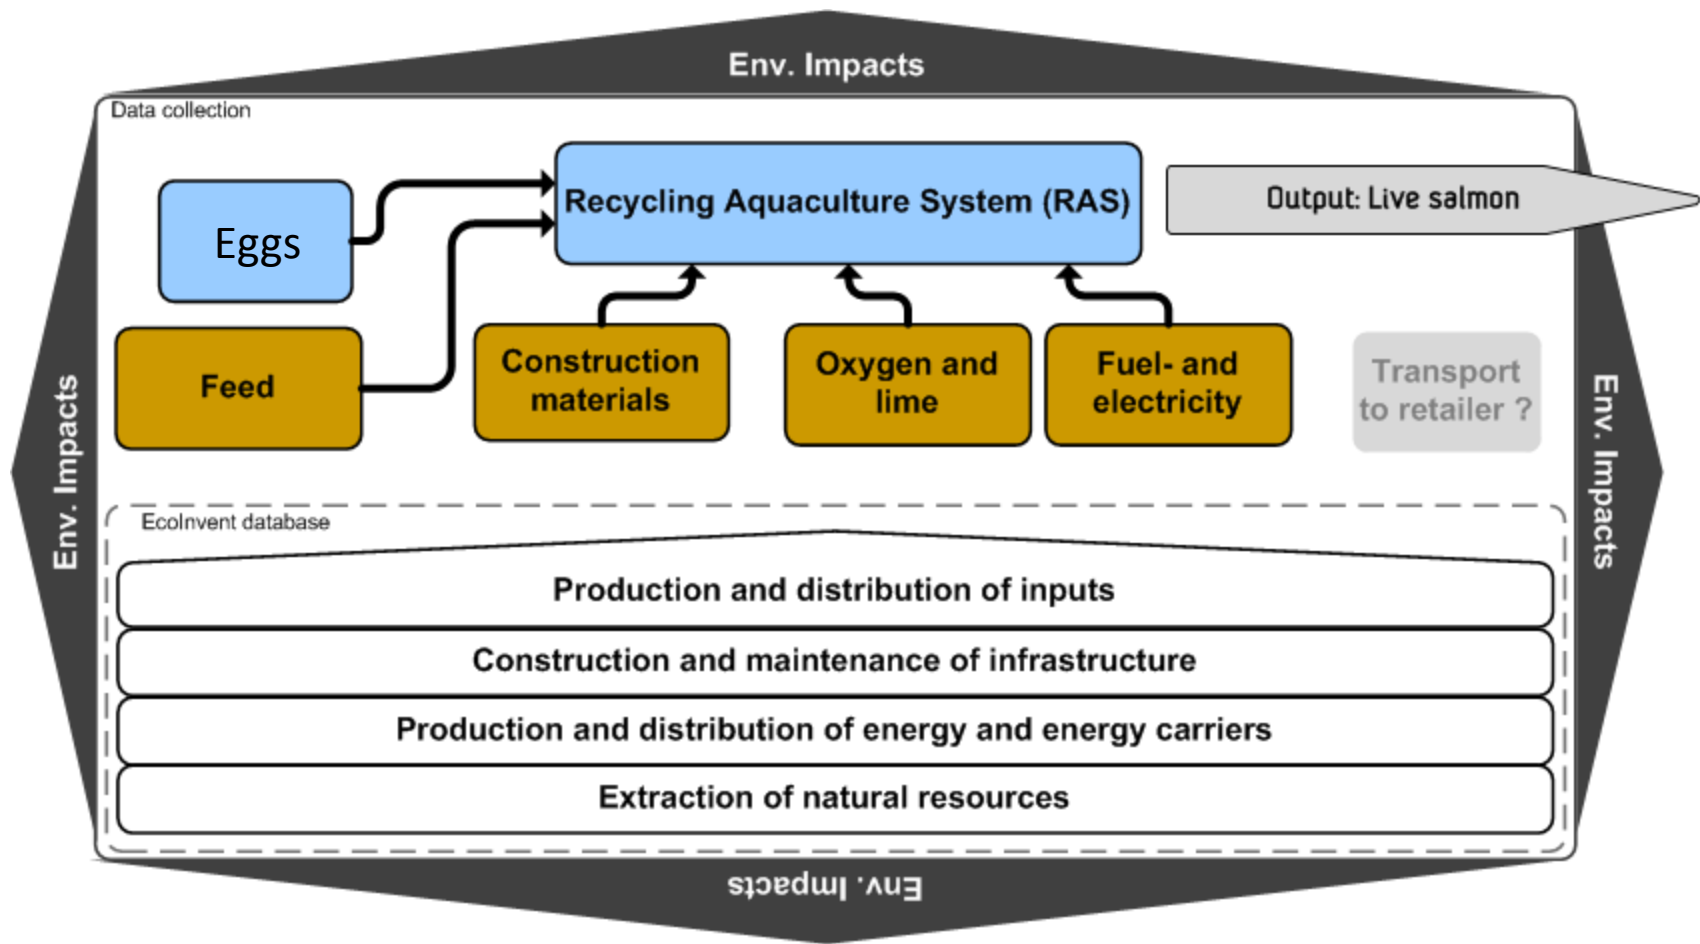 Env. Impacts
Data collection
Recycling Aquaculture System (RAS)
Output: Live salmon
Eggs
Feed
Construction
materials
Oxygen and
lime
Fuel- and
electricity
Transport
to retailer ?
Env. Impacts
Env. Impacts
EcoInvent database
Production and distribution of inputs
Construction and maintenance of infrastructure
Production and distribution of energy and energy carriers
Extraction of natural resources
Env. Impacts